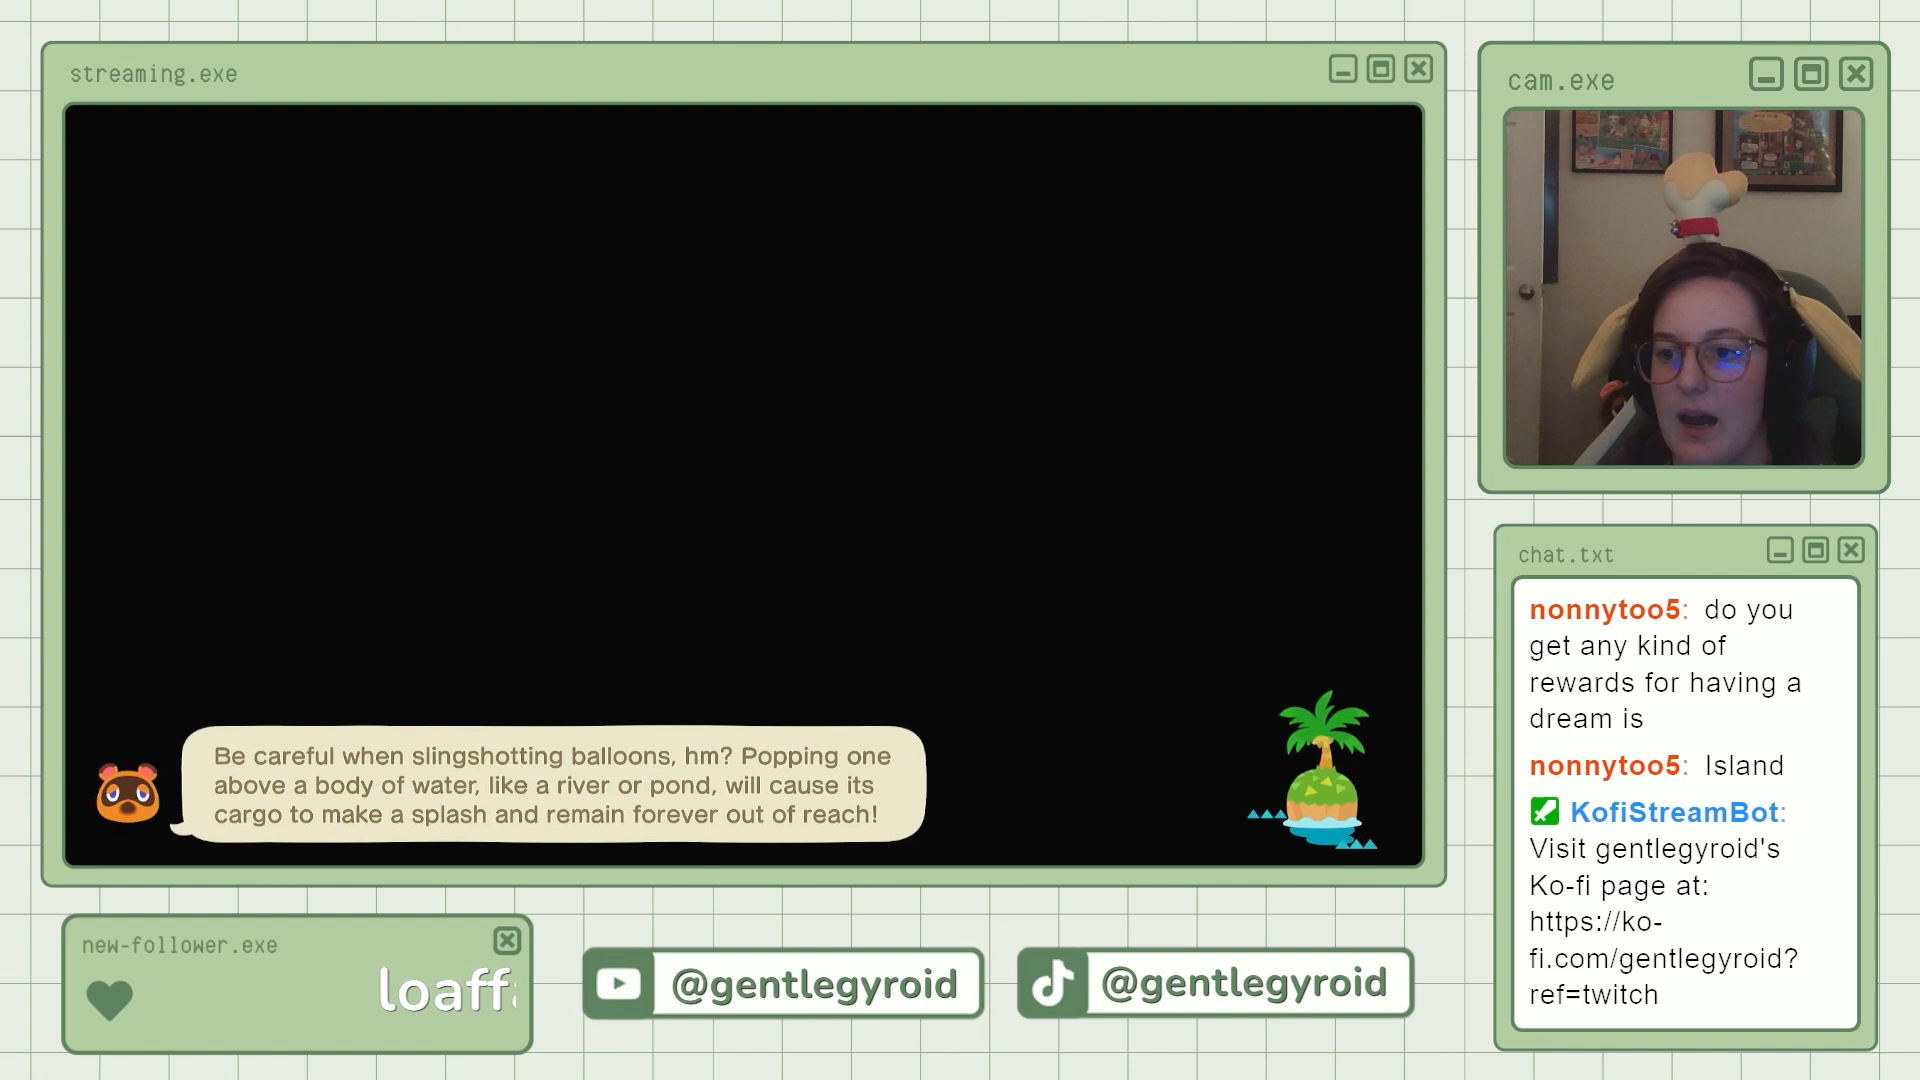 streaming.exe
Be careful when slingshotting balloons, hm? Popping one
above a body of water, like a river or pond, will cause its
cargo to make a splash and remain forever out of reach!
cam.exe
chat.txt
nonnytoo5: do you
get any kind of
rewards for having a
dream is
nonnytoo5: Island
KofiStreamBot:
Visit gentlegyroid's
Ko-fi page at:
https://ko-
fi.com/gentlegyroid?
ref=twitch
new-follower.exe
loaff
@gentlegyroid
@gentlegyroid